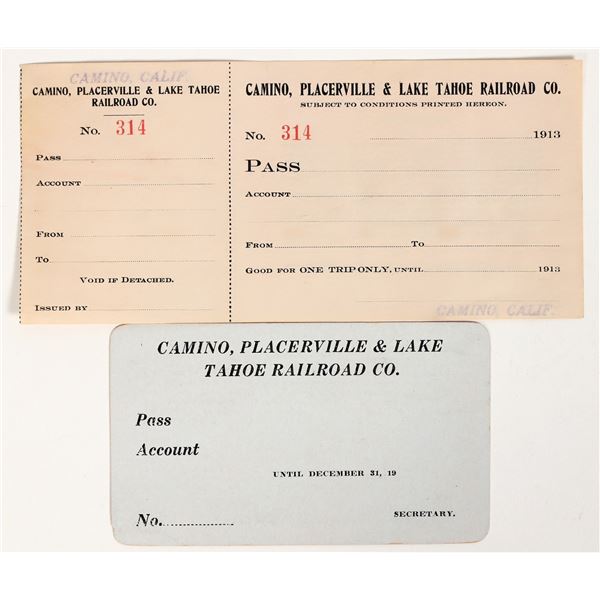 CAMINO, CALIF.
CAMINO, PLACERVILLE & LAKE TAHOE
RAILROAD CO.
No. 314
PASS
ACCOUNT
FROM
TO
VOID IF DETACHED.
ISSUED BY
CAMINO, PLACERVILLE & LAKE TAHOE RAILROAD CO.
SUBJECT TO CONDITIONS PRINTED HEREON.
No. 314 1913
PASS
ACCOUNT
FROM TO
GOOD FOR ONE TRIP ONLY, UNTIL 1913
CAMINO, CALIF.
CAMINO, PLACERVILLE & LAKE
TAHOE RAILROAD CO.
Pass
Account
UNTIL DECEMBER 31, 19
No.
SECRETARY.